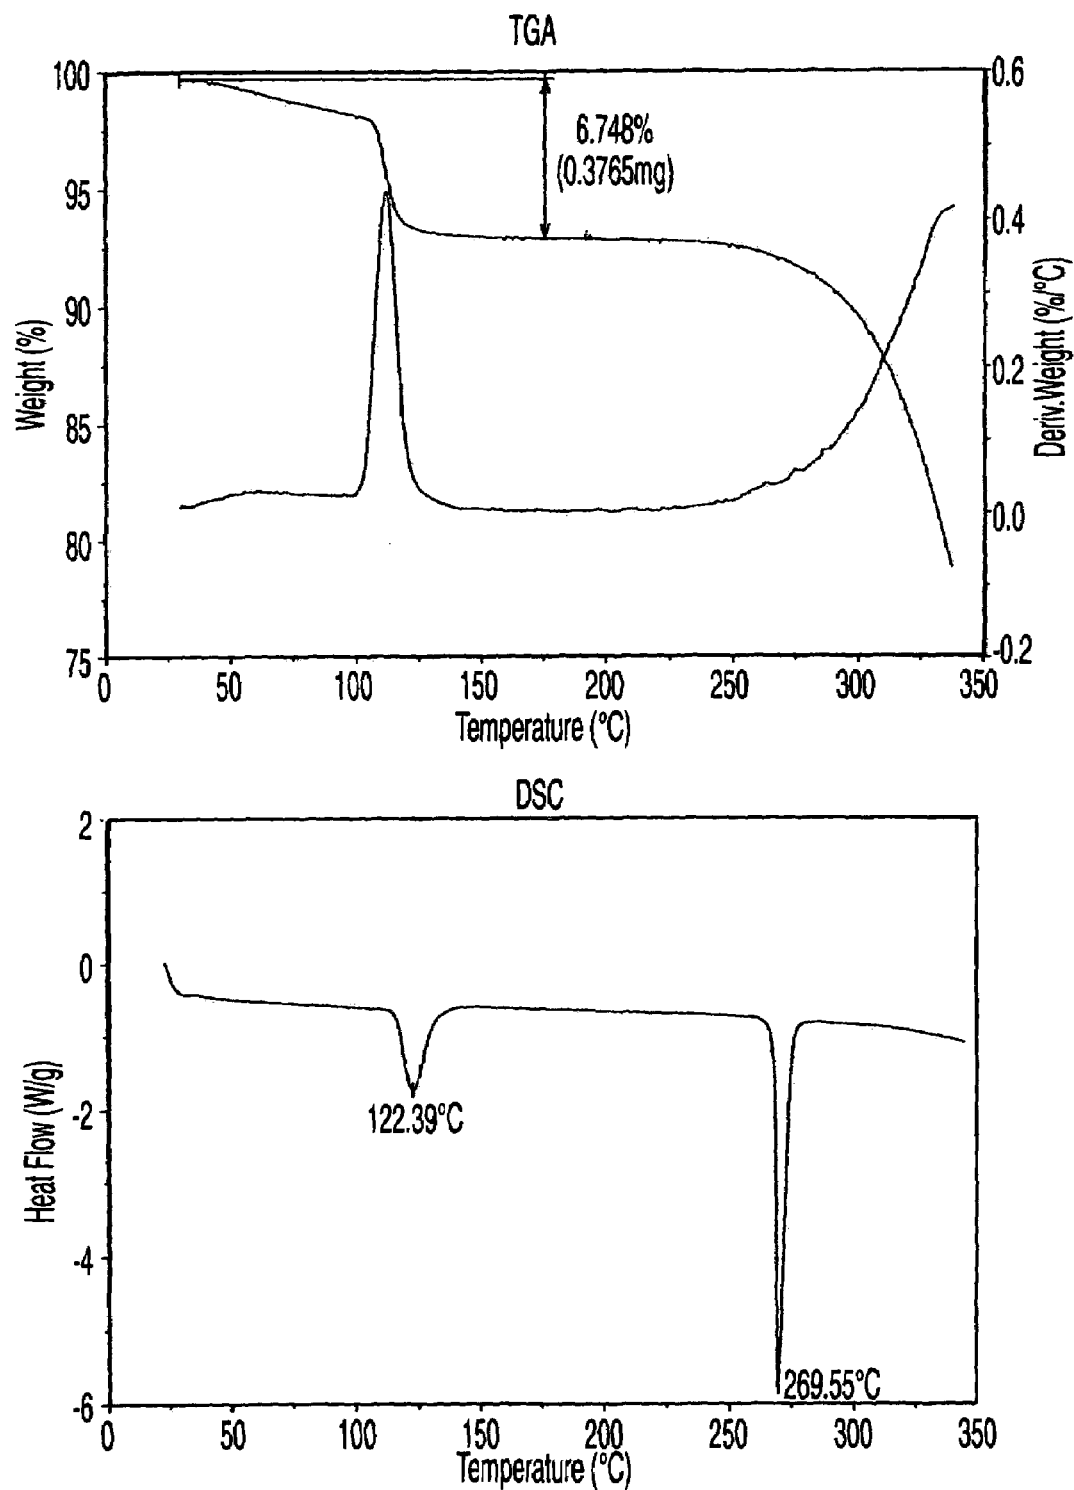 TGA
100
95
90
85
80
75
Weight (%)
6.748%
(0.3765mg)
0.6
0.4
0.2
0.0
-0.2
Deriv.Weight (%/°C)
0 50 100 150 200 250 300 350
Temperature (°C)
DSC
2
0
-2
-4
-6
Heat Flow (W/g)
122.39°C
269.55°C
0 50 100 150 200 250 300 350
Temperature (°C)